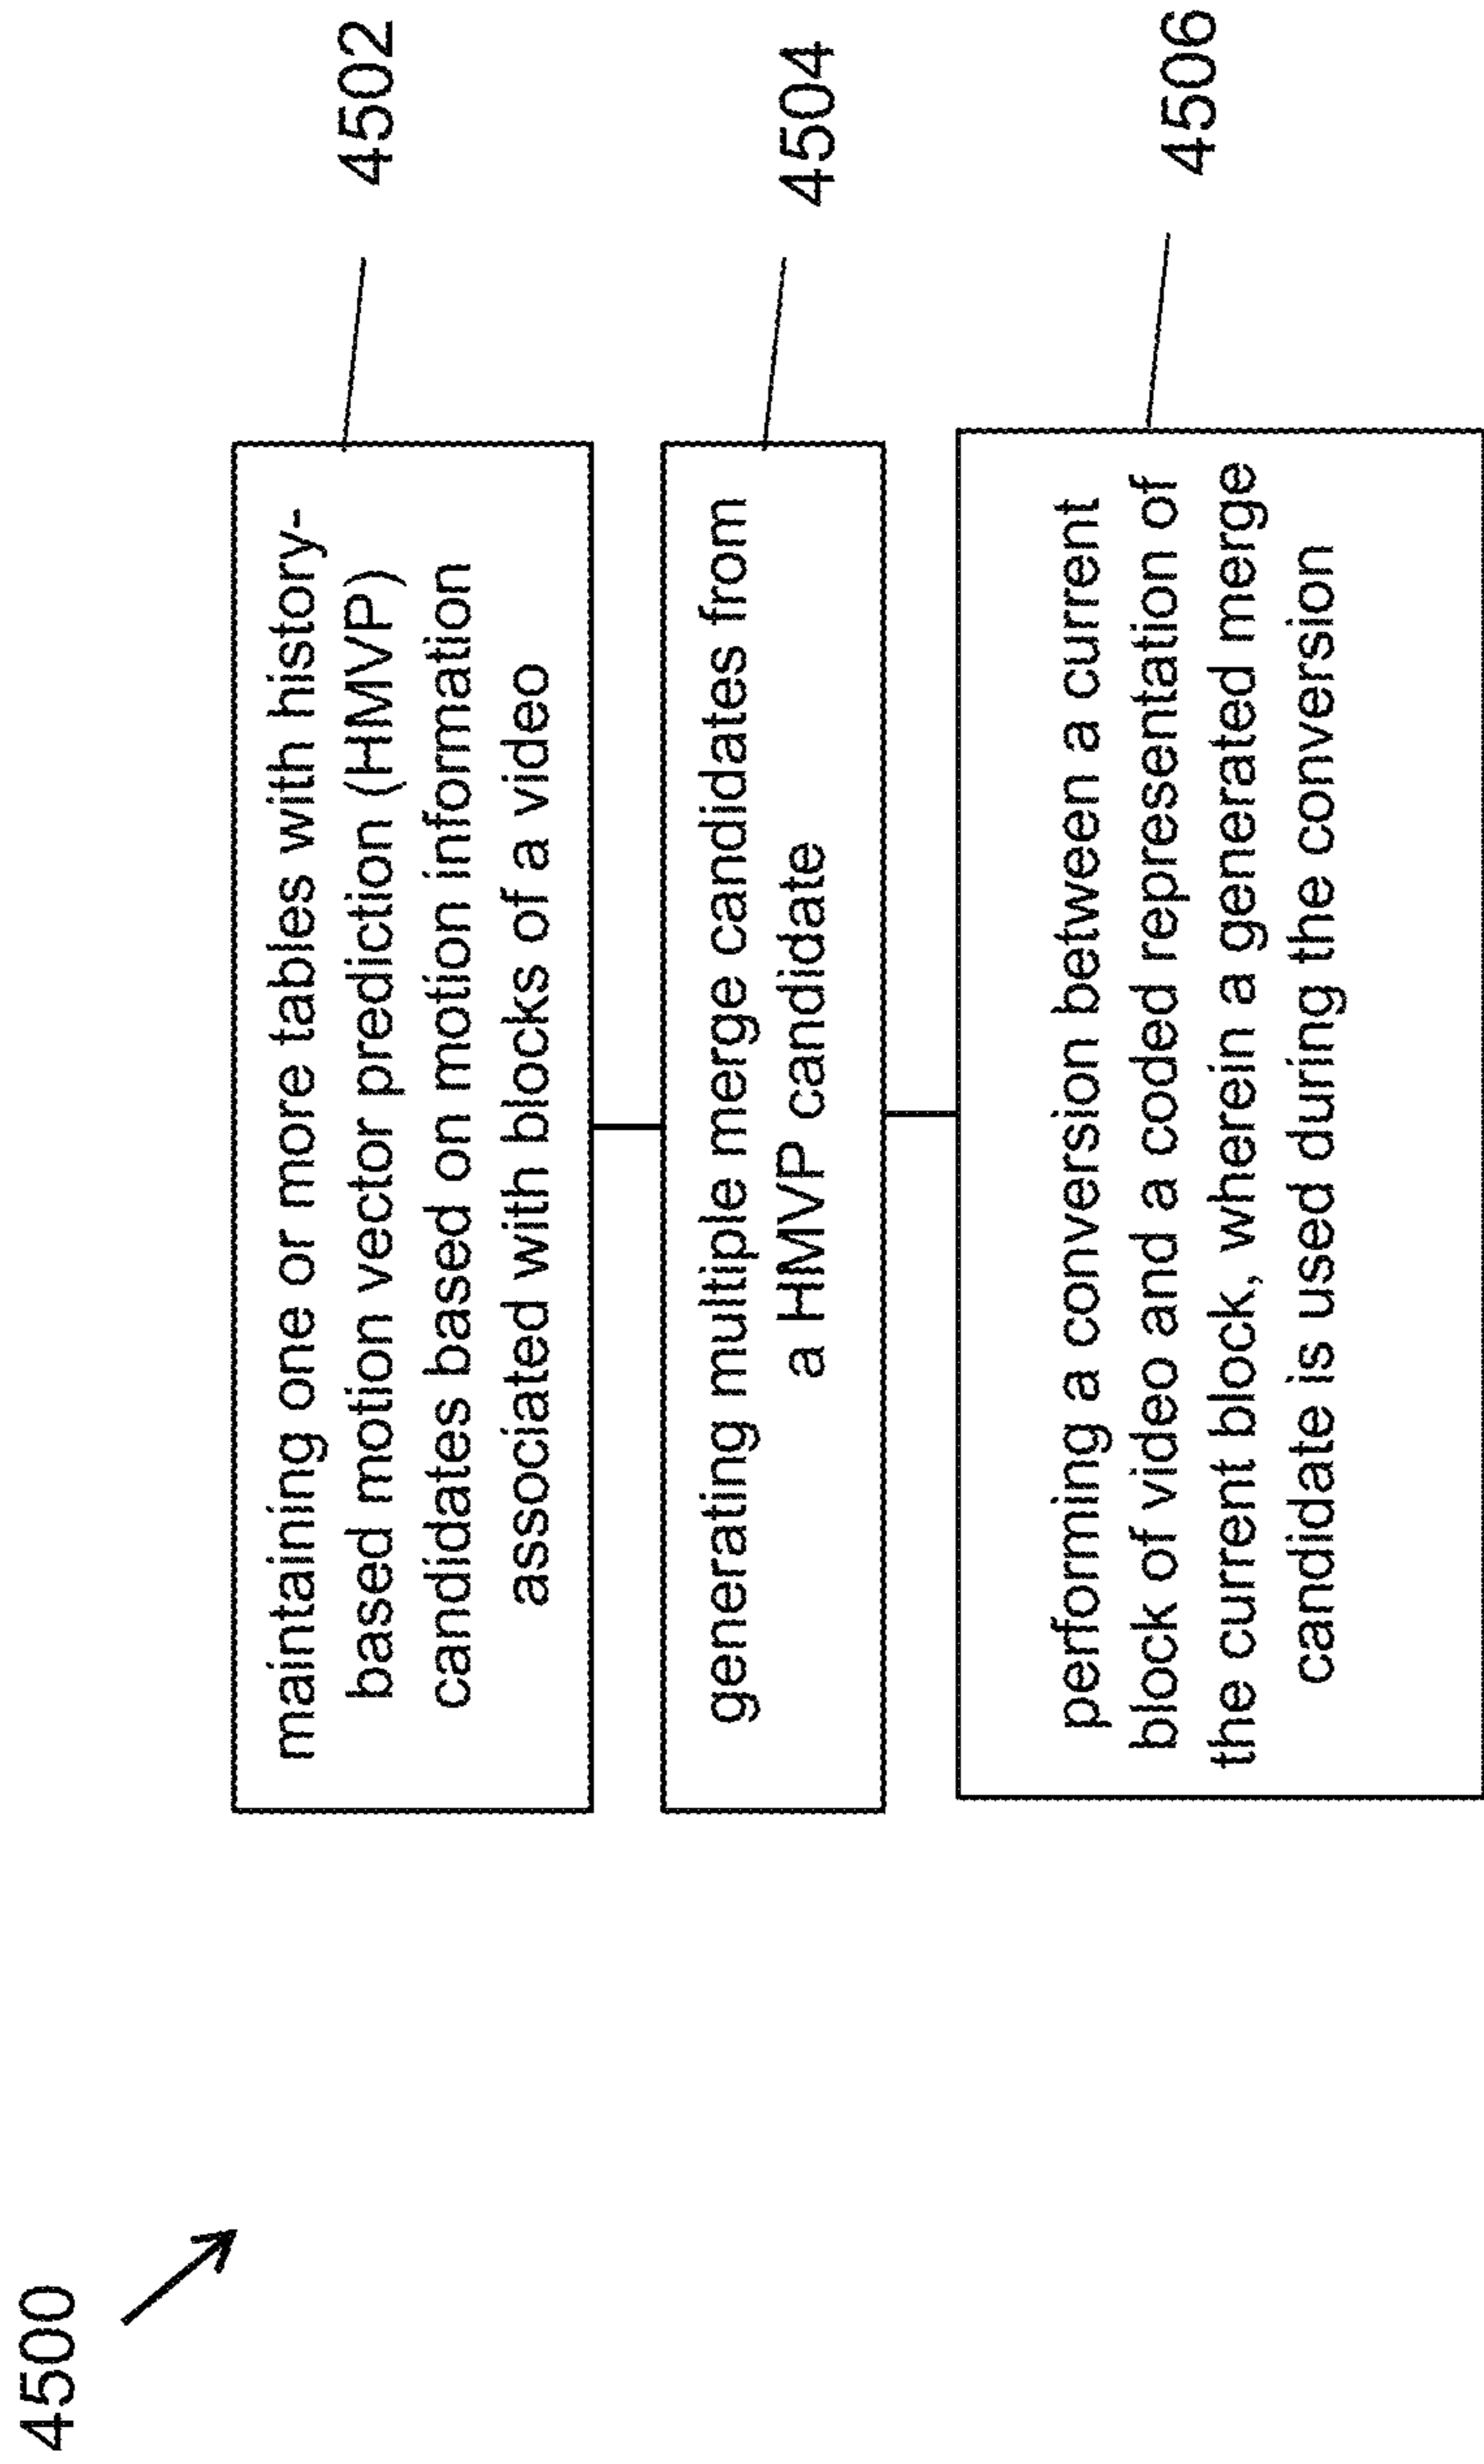 4500
maintaining one or more tables with history-
based motion vector prediction (HMVP)
candidates based on motion information
associated with blocks of a video
4502
generating multiple merge candidates from
a HMVP candidate
4504
performing a conversion between a current
block of video and a coded representation of
the current block, wherein a generated merge
candidate is used during the conversion
4506